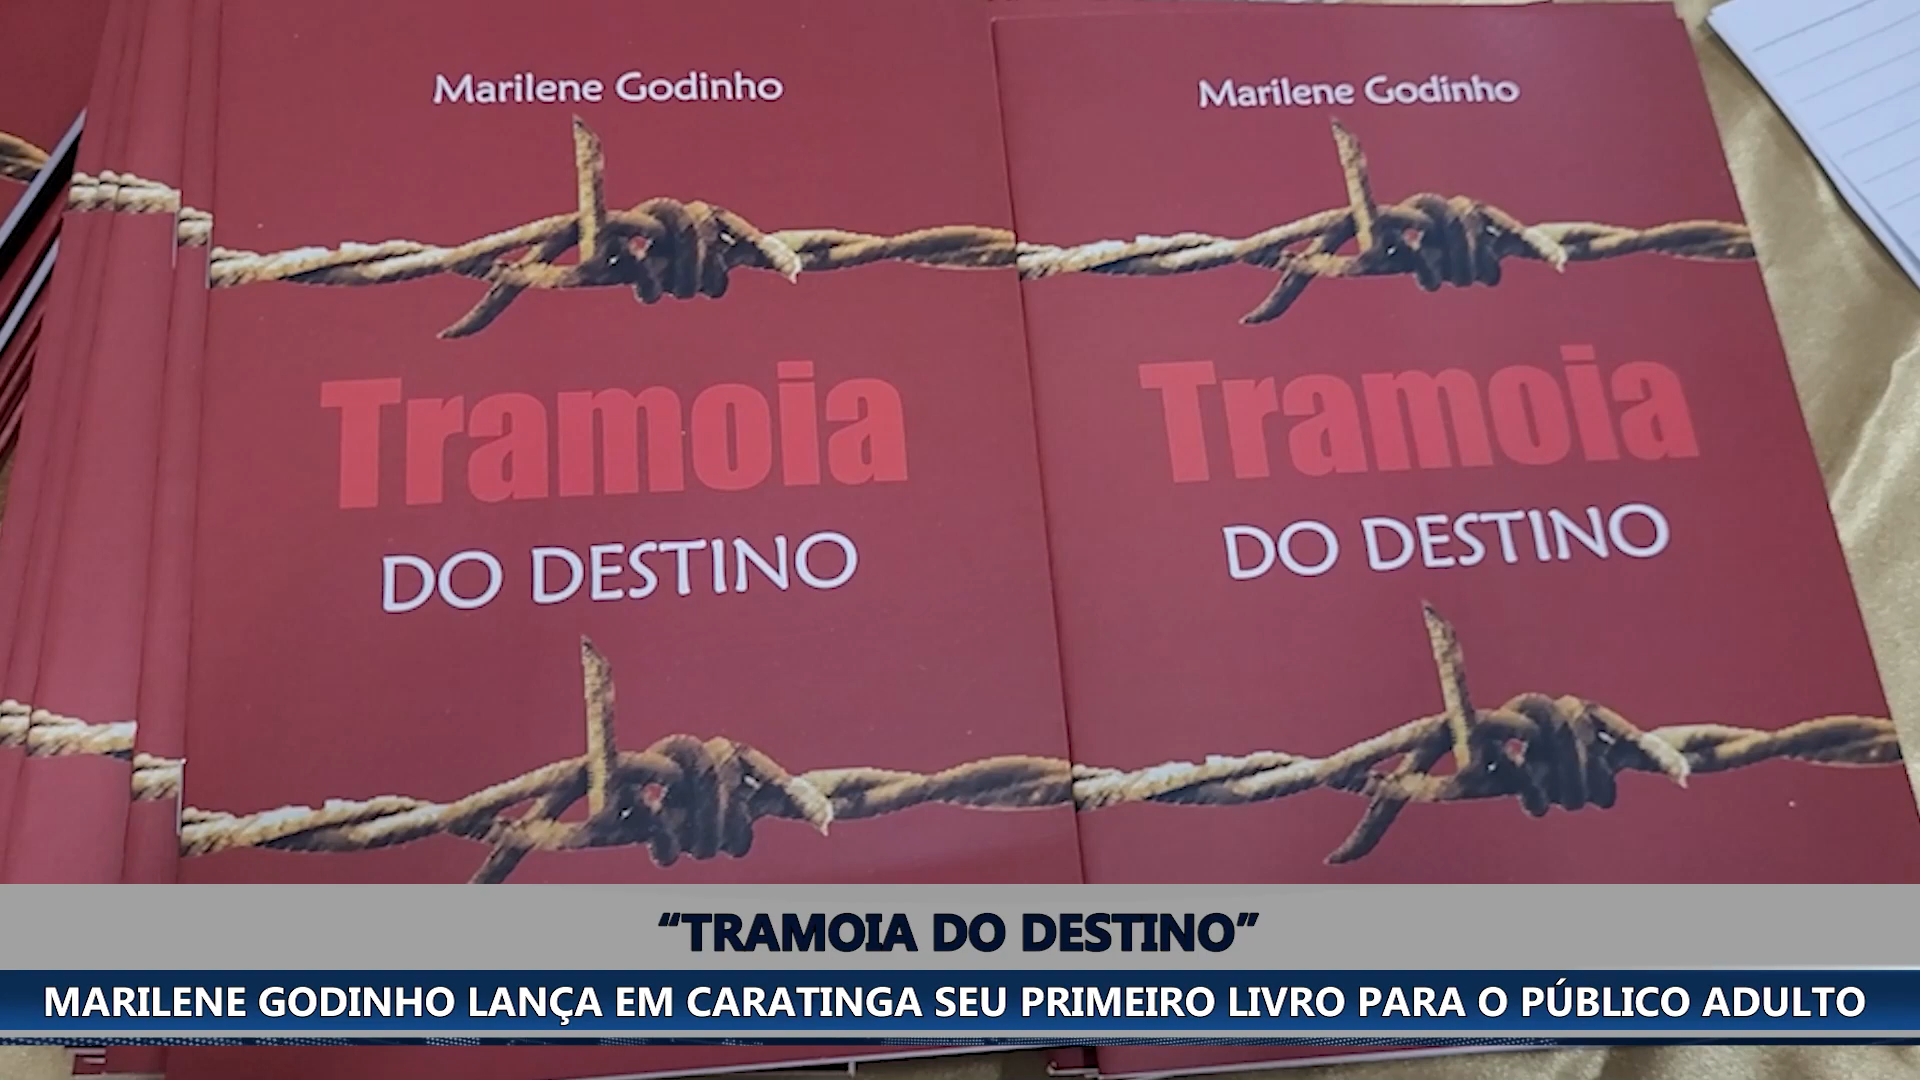 Marilene Godinho
Tramoia
DO DESTINO
Marilene Godinho
Tramoia
DO DESTINO
“TRAMOIA DO DESTINO”
MARILENE GODINHO LANÇA EM CARATINGA SEU PRIMEIRO LIVRO PARA O PÚBLICO ADULTO